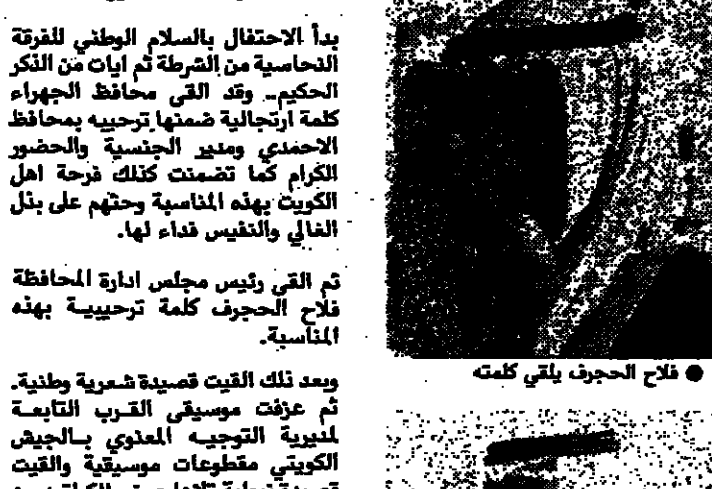 بدأ الاحتفال بالسلام الوطني للفرقة
النحاسية من الشرطة ثم ايات من الذكر
الحكيم.. وقد القى محافظ الجهراء
كلمة ارتجالية ضمنها ترحيبه بمحافظ
الاحمدي ومدير الجنسية والحضور
الكرام كما تضمنت كذلك فرحة اهل
الكويت بهذه المناسبة وحثهم على بذل
الغالي والنفيس فداء لها.
ثم القي رئيس مجلس ادارة المحافظة
فلاح الحجرف كلمة ترحيبية بهذه
المناسبة.
وبعد ذلك القيت قصيدة شعرية وطنية.
ثم عزفت موسيقى القرب التابعة
لمديرية التوجيه المعنوي بالجيش
الكويتي مقطوعات موسيقية والقيت
● فلاح الحجرف يلقي كلمته